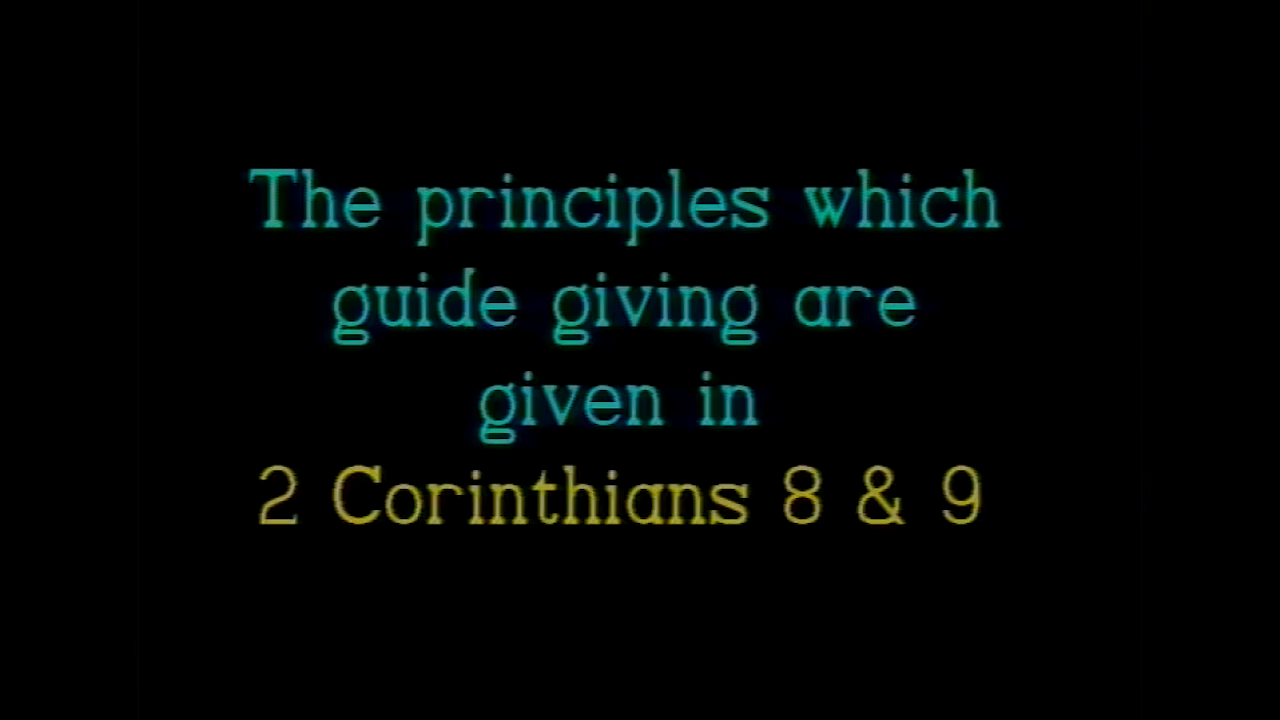 The principles which
guide giving are
given in
2 Corinthians 8 & 9